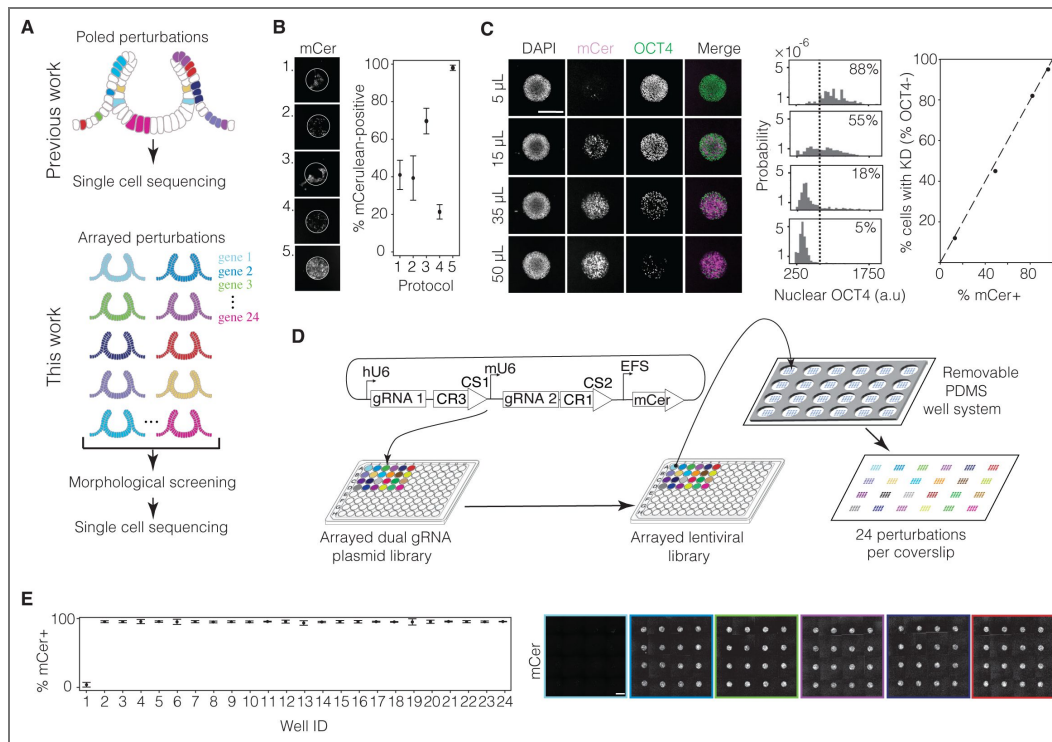 A
Poled perturbations
Previous work
Single cell sequencing
Arrayed perturbations
gene 1
gene 2
gene 3
gene 24
This work
Morphological screening
Single cell sequencing
B
mCer
1.
2.
3.
4.
5.
% mCerulean-positive
100
80
60
40
20
0
1 2 3 4 5
Protocol
C
DAPI mCer OCT4 Merge
5 µL
15 µL
35 µL
50 µL
×10^-6
Probability
5
1
88%
5
1
55%
5
1
18%
5
1
5%
250 1750
Nuclear OCT4 (a.u)
% cells with KD (% OCT4-)
100
80
60
40
20
0
0 40 80
% mCer+
D
hU6 CS1 mU6 CS2 EFS
gRNA 1 CR3 gRNA 2 CR1 mCer
A
B
C
D
E
F
G
H
Arrayed dual gRNA
plasmid library
A
B
C
D
E
F
G
H
Arrayed lentiviral
library
Removable
PDMS
well system
24 perturbations
per coverslip
E
% mCer+
100
0
1 2 3 4 5 6 7 8 9 10 11 12 13 14 15 16 17 18 19 20 21 22 23 24
Well ID
mCer